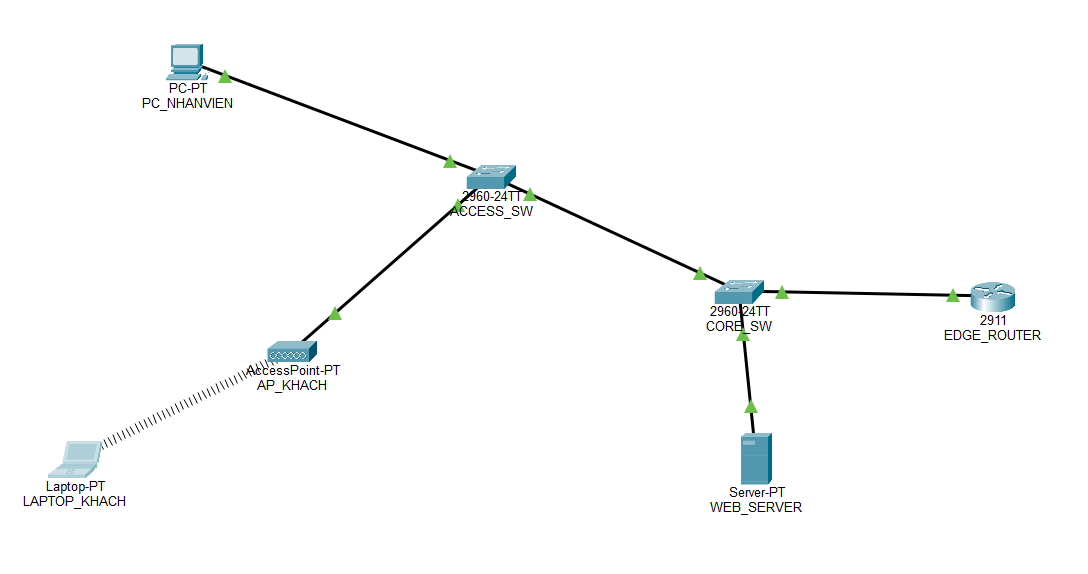 PC-PT
PC_NHANVIEN
2960-24TT
ACCESS_SW
2960-24TT
CORE_SW
2911
EDGE_ROUTER
AccessPoint-PT
AP_KHACH
Laptop-PT
LAPTOP_KHACH
Server-PT
WEB_SERVER